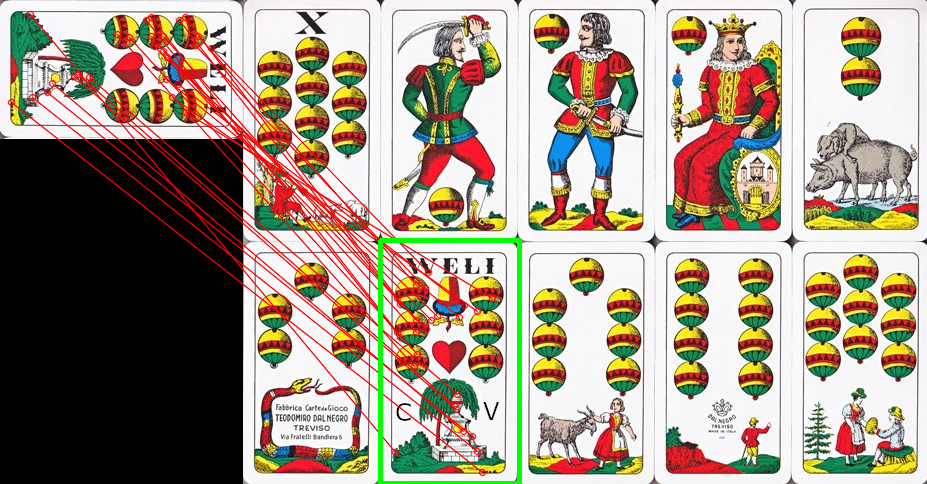 WELI
X
WELI
C V
Fabbrica Carte da Gioco
TEODOMIRO DAL NEGRO
TREVISO
Via Fratelli Bandiera 5
DAL NEGRO
TREVISO
MADE IN ITALY